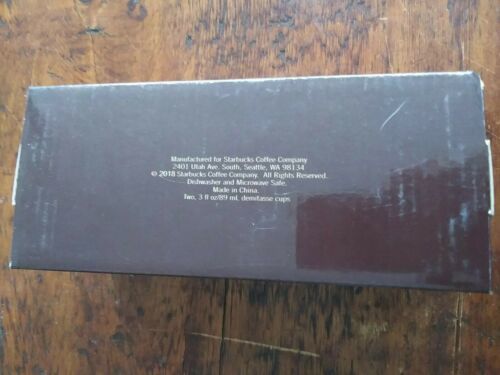 Manufactured for Starbucks Coffee Company
2401 Utah Ave. South, Seattle, WA 98134
© 2018 Starbucks Coffee Company. All Rights Reserved.
Dishwasher and Microwave Safe.
Made in China.
Two, 3 fl oz/89 mL demitasse cups